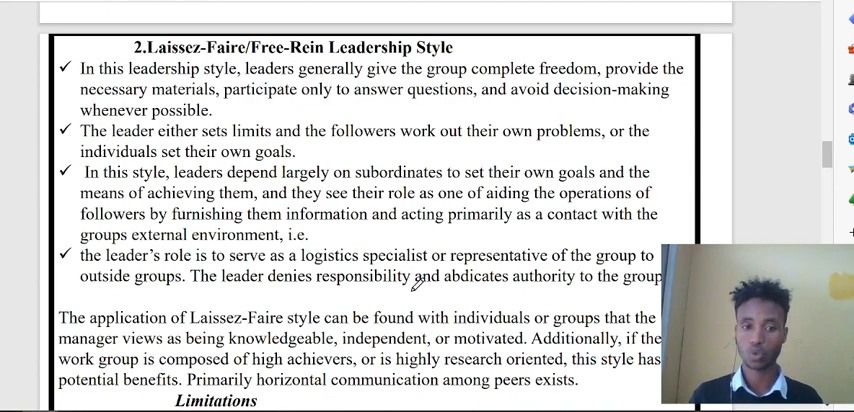 2.Laissez-Faire/Free-Rein Leadership Style
✓ In this leadership style, leaders generally give the group complete freedom, provide the
necessary materials, participate only to answer questions, and avoid decision-making
whenever possible.
✓ The leader either sets limits and the followers work out their own problems, or the
individuals set their own goals.
✓ In this style, leaders depend largely on subordinates to set their own goals and the
means of achieving them, and they see their role as one of aiding the operations of
followers by furnishing them information and acting primarily as a contact with the
groups external environment, i.e.
✓ the leader's role is to serve as a logistics specialist or representative of the group to
outside groups. The leader denies responsibility and abdicates authority to the group
The application of Laissez-Faire style can be found with individuals or groups that the
manager views as being knowledgeable, independent, or motivated. Additionally, if the
work group is composed of high achievers, or is highly research oriented, this style has
potential benefits. Primarily horizontal communication among peers exists.
Limitations